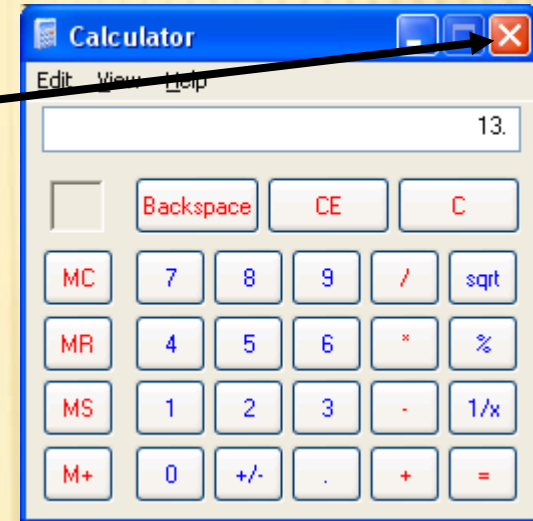 Calculator
Edit View Help
13.
Backspace CE C
MC 7 8 9 / sqrt
MR 4 5 6 * %
MS 1 2 3 - 1/x
M+ 0 +/- . + =